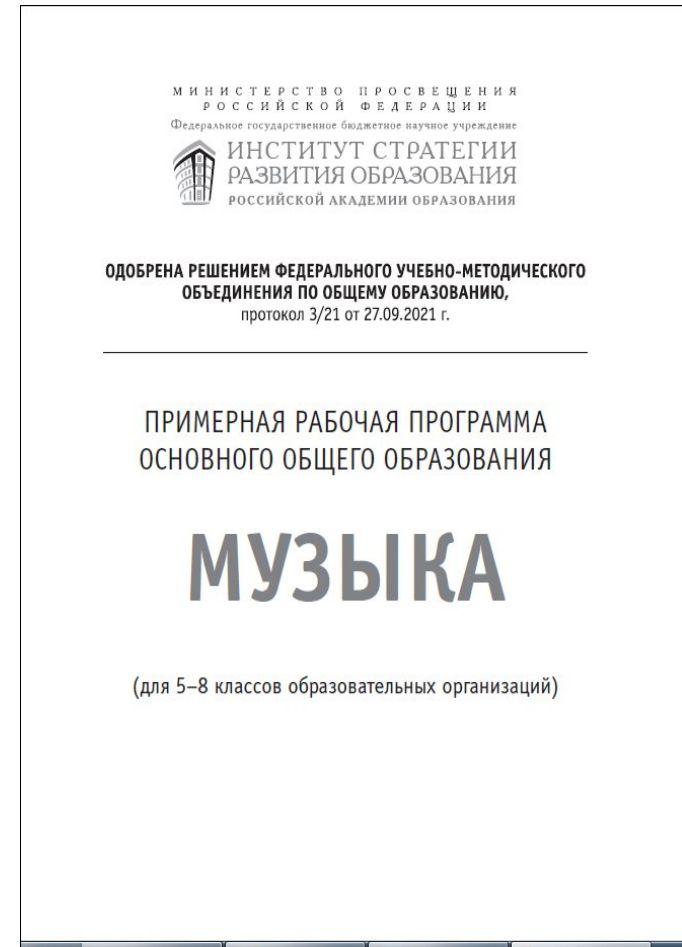 МИНИСТЕРСТВО ПРОСВЕЩЕНИЯ
РОССИЙСКОЙ ФЕДЕРАЦИИ
Федеральное государственное бюджетное научное учреждение
ИНСТИТУТ СТРАТЕГИИ
РАЗВИТИЯ ОБРАЗОВАНИЯ
РОССИЙСКОЙ АКАДЕМИИ ОБРАЗОВАНИЯ
ОДОБРЕНА РЕШЕНИЕМ ФЕДЕРАЛЬНОГО УЧЕБНО-МЕТОДИЧЕСКОГО
ОБЪЕДИНЕНИЯ ПО ОБЩЕМУ ОБРАЗОВАНИЮ,
протокол 3/21 от 27.09.2021 г.
ПРИМЕРНАЯ РАБОЧАЯ ПРОГРАММА
ОСНОВНОГО ОБЩЕГО ОБРАЗОВАНИЯ
МУЗЫКА
(для 5–8 классов образовательных организаций)